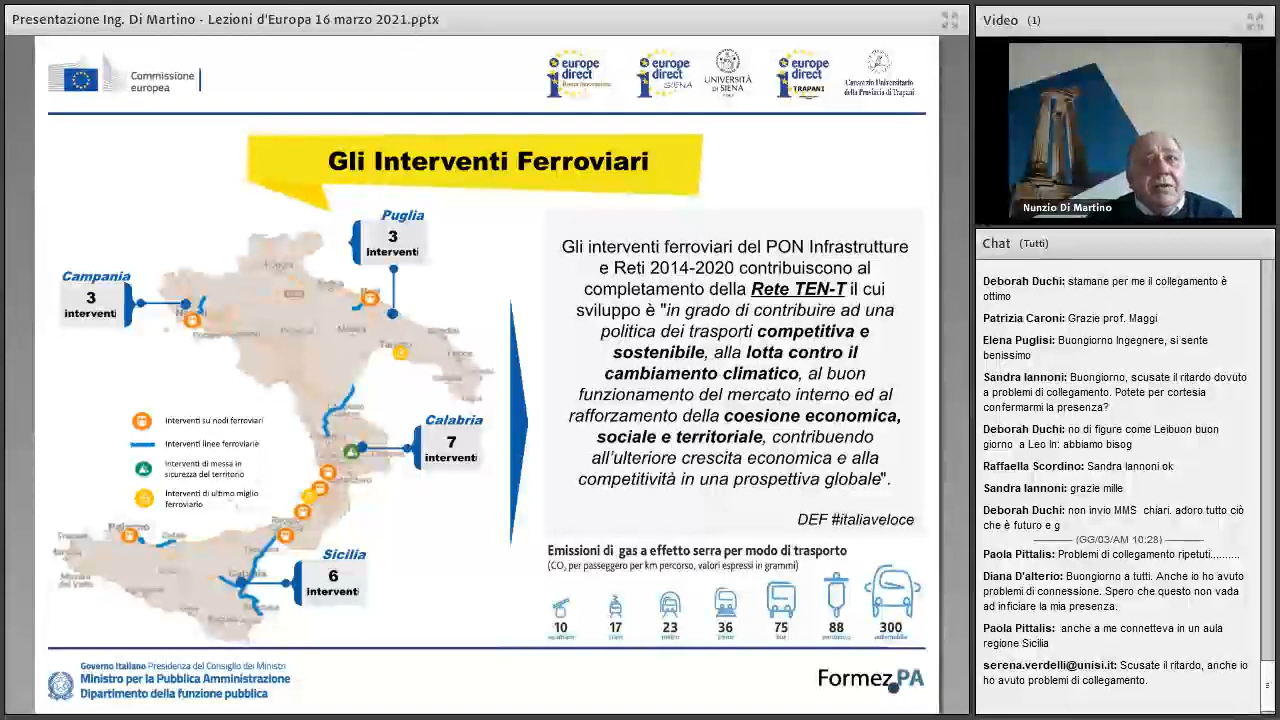 Presentazione Ing. Di Martino - Lezioni d'Europa 16 marzo 2021.pptx
Commissione
europea
europe
direct
europe
direct
SIENA
UNIVERSITÀ
DI SIENA
europe
direct
TRAPANI
Consorzio Universitario
della Provincia di Trapani
Gli Interventi Ferroviari
Puglia
3
interventi
Campania
3
interventi
Calabria
7
interventi
Sicilia
6
interventi
Interventi su nodi ferroviari
Interventi linee ferroviarie
Interventi di messa in
sicurezza del territorio
Interventi di ultimo miglio
ferroviario
Palermo
Gli interventi ferroviari del PON Infrastrutture
e Reti 2014-2020 contribuiscono al
completamento della Rete TEN-T il cui
sviluppo è "in grado di contribuire ad una
politica dei trasporti competitiva e
sostenibile, alla lotta contro il
cambiamento climatico, al buon
funzionamento del mercato interno ed al
rafforzamento della coesione economica,
sociale e territoriale, contribuendo
all'ulteriore crescita economica e alla
competitività in una prospettiva globale".
DEF #italiaveloce
Emissioni di gas a effetto serra per modo di trasporto
(CO₂ per passeggero per km percorso, valori espressi in grammi)
10 17 23 36 75 88 300
Governo Italiano Presidenza del Consiglio dei Ministri
Ministro per la Pubblica Amministrazione
Dipartimento della funzione pubblica
Formez PA
Video (1)
Nunzio Di Martino
Chat (Tutti)
Deborah Duchi: stamane per me il collegamento è
ottimo
Patrizia Caroni: Grazie prof. Maggi
Elena Puglisi: Buongiorno Ingegnere, si sente
benissimo
Sandra Iannoni: Buongiorno, scusate il ritardo dovuto
a problemi di collegamento. Potete per cortesia
confermarmi la presenza?
Deborah Duchi: no di figure come Leibuon buon
giorno a Leo In: abbiamo bisog
Raffaella Scordino: Sandra Iannoni ok
Sandra Iannoni: grazie mille
Deborah Duchi: non invio MMS chiari. adoro tutto ciò
che è futuro e g
(GG/03/AM 10:28)
Paola Pittalis: Problemi di collegamento ripetuti..........
Diana D'alterio: Buongiorno a tutti. Anche io ho avuto
problemi di connessione. Spero che questo non vada
ad inficiare la mia presenza.
Paola Pittalis: anche a me connetteva in un aula
regione Sicilia
serena.verdelli@unisi.it: Scusate il ritardo, anche io
ho avuto problemi di collegamento.